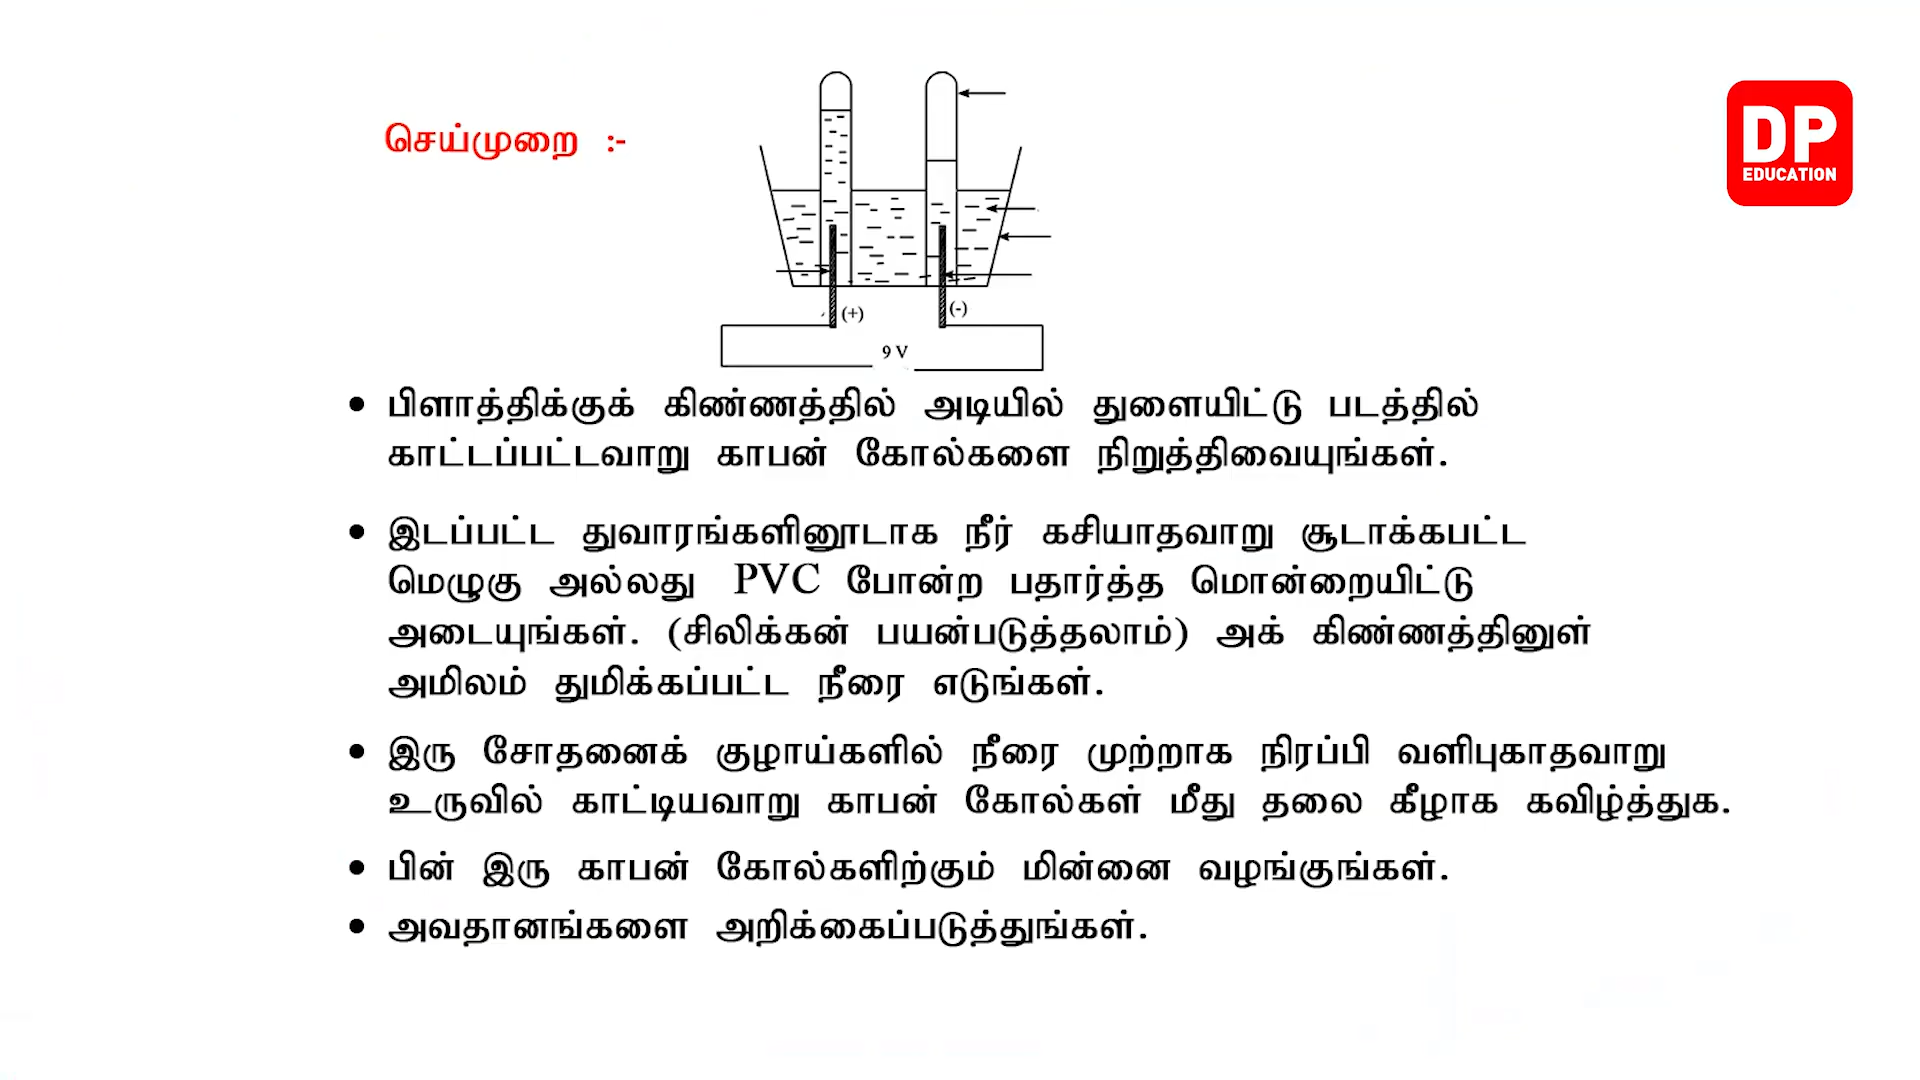 DP
EDUCATION
செய்முறை :-
(+)
(-)
9 V
• பிளாத்திக்குக் கிண்ணத்தில் அடியில் துளையிட்டு படத்தில்
காட்டப்பட்டவாறு காபன் கோல்களை நிறுத்திவையுங்கள்.
• இடப்பட்ட துவாரங்களினூடாக நீர் கசியாதவாறு சூடாக்கபட்ட
மெழுகு அல்லது PVC போன்ற பதார்த்த மொன்றையிட்டு
அடையுங்கள். (சிலிக்கன் பயன்படுத்தலாம்) அக் கிண்ணத்தினுள்
அமிலம் துமிக்கப்பட்ட நீரை எடுங்கள்.
• இரு சோதனைக் குழாய்களில் நீரை முற்றாக நிரப்பி வளிபுகாதவாறு
உருவில் காட்டியவாறு காபன் கோல்கள் மீது தலை கீழாக கவிழ்த்துக.
• பின் இரு காபன் கோல்களிற்கும் மின்னை வழங்குங்கள்.
• அவதானங்களை அறிக்கைப்படுத்துங்கள்.